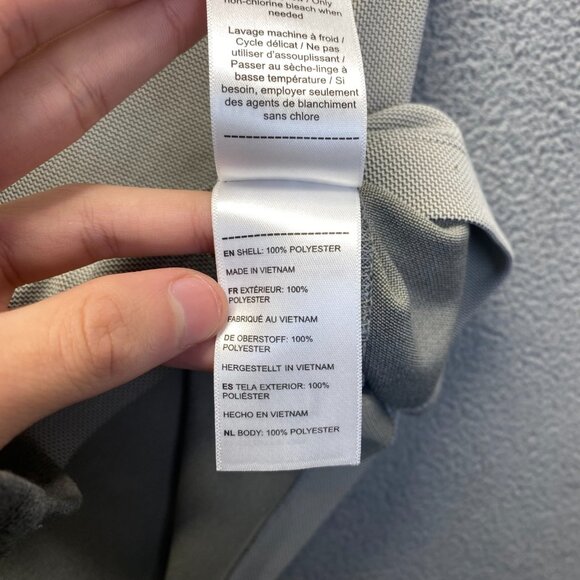 Only
non-chlorine bleach when
needed
Lavage machine à froid /
Cycle délicat / Ne pas
utiliser d'assouplissant /
Passer au sèche-linge à
basse température / Si
besoin, employer seulement
des agents de blanchiment
sans chlore
EN SHELL: 100% POLYESTER
MADE IN VIETNAM
FR EXTÉRIEUR: 100%
POLYESTER
FABRIQUÉ AU VIETNAM
DE OBERSTOFF: 100%
POLYESTER
HERGESTELLT IN VIETNAM
ES TELA EXTERIOR: 100%
POLIÉSTER
HECHO EN VIETNAM
NL BODY: 100% POLYESTER